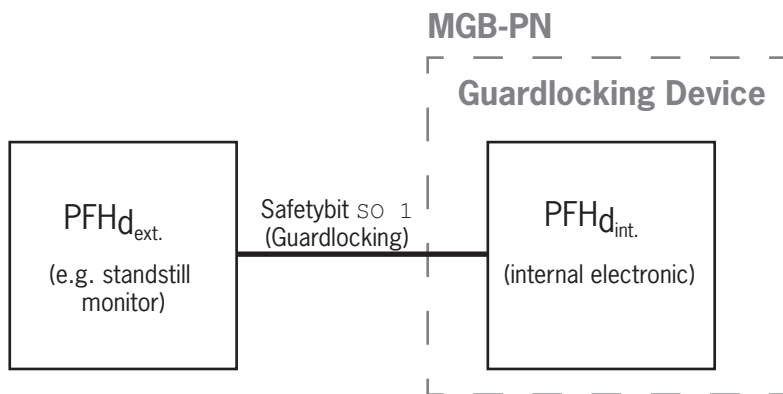 MGB-PN
Guardlocking Device
PFHdext.
(e.g. standstill
monitor)
Safetybit SO 1
(Guardlocking)
PFHdint.
(internal electronic)